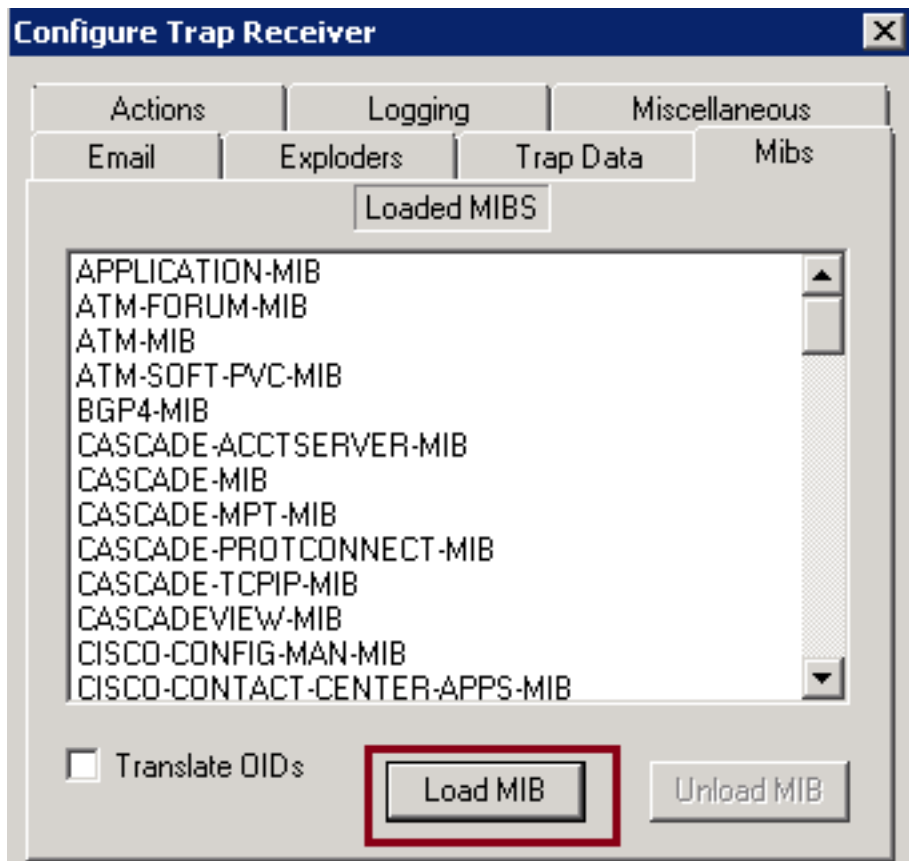 Configure Trap Receiver
Actions Logging Miscellaneous
Email Exploders Trap Data Mibs
Loaded MIBS
APPLICATION-MIB
ATM-FORUM-MIB
ATM-MIB
ATM-SOFT-PVC-MIB
BGP4-MIB
CASCADE-ACCTSERVER-MIB
CASCADE-MIB
CASCADE-MPT-MIB
CASCADE-PROTCONNECT-MIB
CASCADE-TCPIP-MIB
CASCADEVIEW-MIB
CISCO-CONFIG-MAN-MIB
CISCO-CONTACT-CENTER-APPS-MIB
Translate OIDs Load MIB Unload MIB